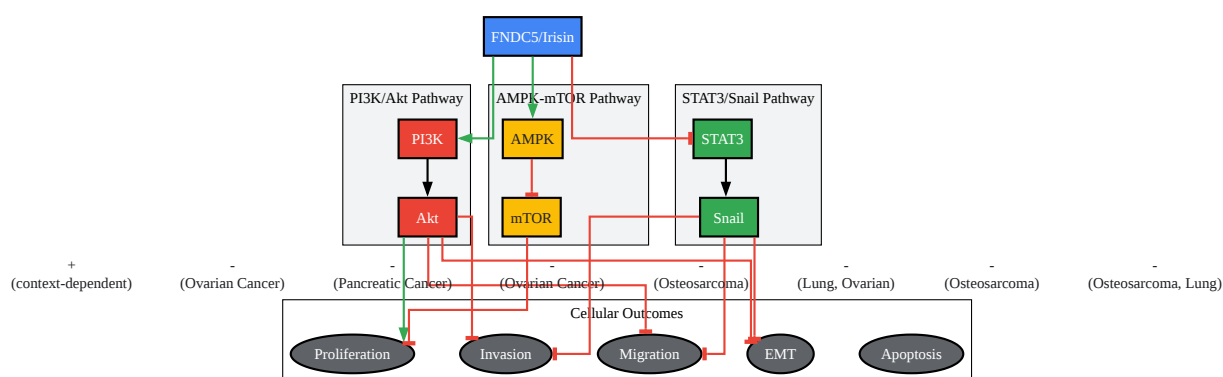 FNDC5/Irisin
PI3K/Akt Pathway
AMPK-mTOR Pathway
STAT3/Snail Pathway
PI3K
AMPK
STAT3
Akt
mTOR
Snail
+
(context-dependent)
-
(Ovarian Cancer)
-
(Pancreatic Cancer)
-
(Ovarian Cancer)
-
(Osteosarcoma)
-
(Lung, Ovarian)
-
(Osteosarcoma)
-
(Osteosarcoma, Lung)
Cellular Outcomes
Proliferation
Invasion
Migration
EMT
Apoptosis